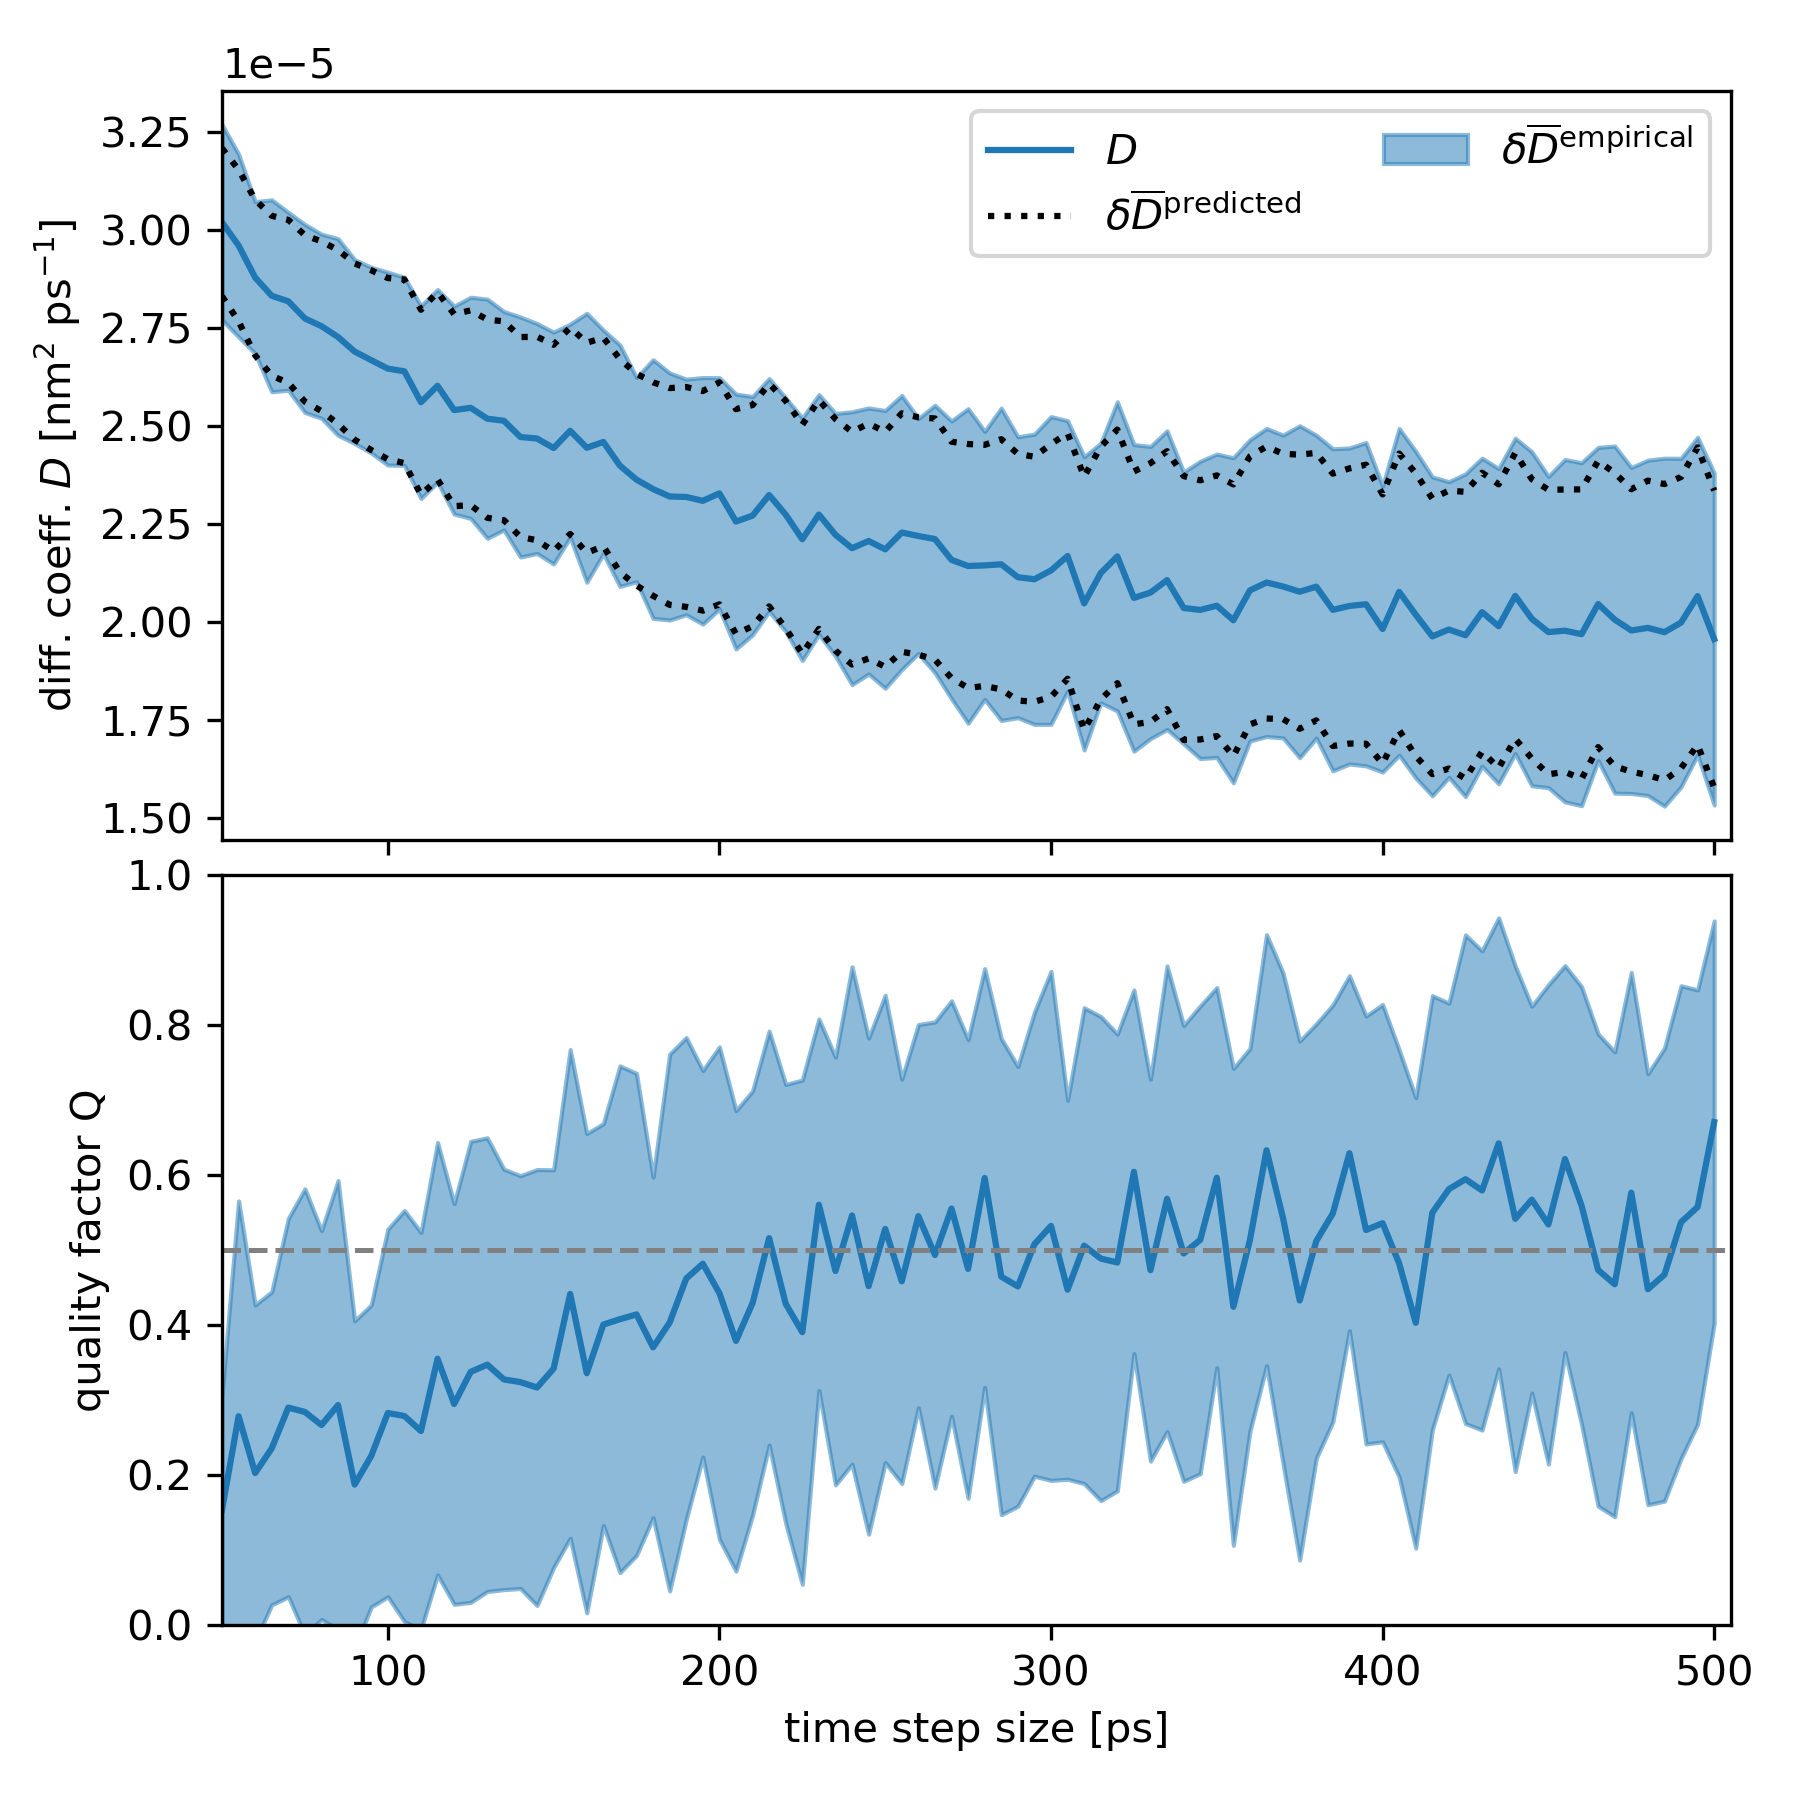 1e−5
3.25
3.00
2.75
2.50
2.25
2.00
1.75
1.50
diff. coeff. D [nm² ps⁻¹]
D
δD̅ᵉᵐᵖⁱʳⁱᶜᵃˡ
δD̅ᵖʳᵉᵈⁱᶜᵗᵉᵈ
1.0
0.8
0.6
0.4
0.2
0.0
quality factor Q
100 200 300 400 500
time step size [ps]